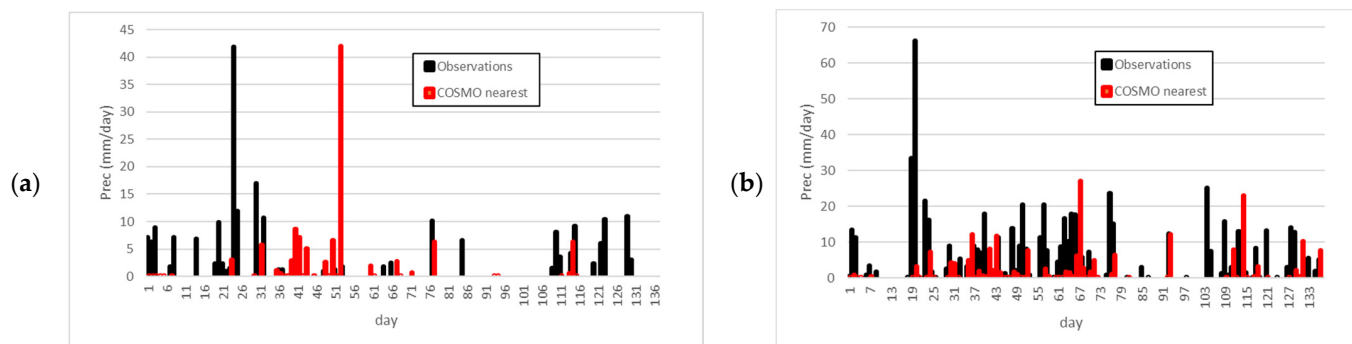 (a)
Prec (mm/day)
45
40
35
30
25
20
15
10
5
0
Observations
COSMO nearest
1 6 11 16 21 26 31 36 41 46 51 56 61 66 71 76 81 86 91 96 101 106 111 116 121 126 131 136
day
(b)
Prec (mm/day)
70
60
50
40
30
20
10
0
Observations
COSMO nearest
1 7 13 19 25 31 37 43 49 55 61 67 73 79 85 91 97 103 109 115 121 127 133
day